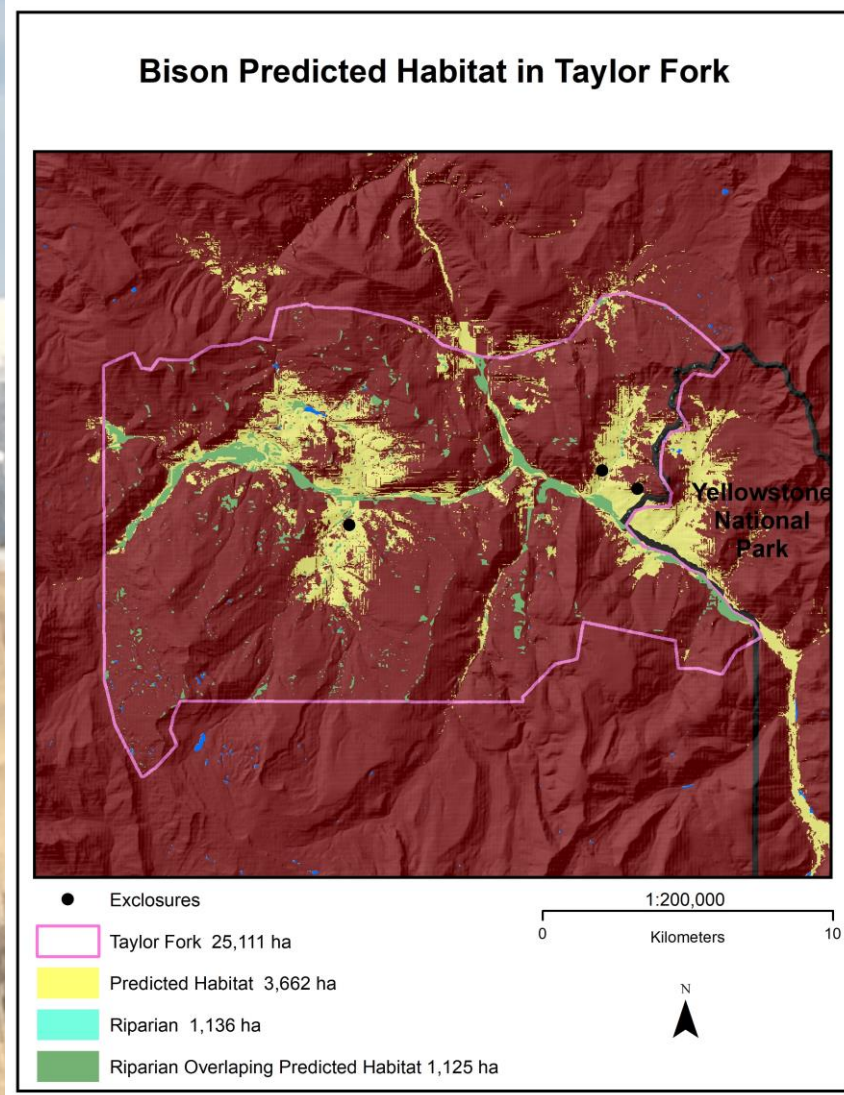 Bison Predicted Habitat in Taylor Fork
Yellowstone
National
Park
Exclosures
Taylor Fork 25,111 ha
Predicted Habitat 3,662 ha
Riparian 1,136 ha
Riparian Overlaping Predicted Habitat 1,125 ha
1:200,000
0 10
Kilometers
N